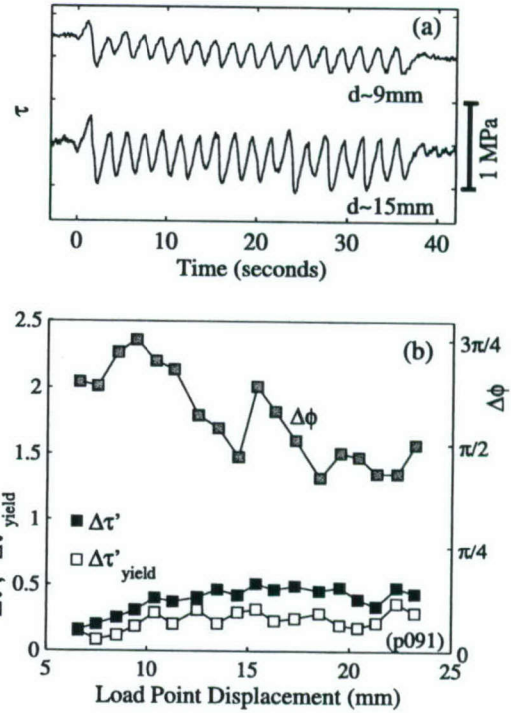 (a)
τ
d~9mm
1 MPa
d~15mm
0 10 20 30 40
Time (seconds)
2.5
(b)
3π/4
2
Δφ
Δφ
1.5
π/2
1
Δτ'
yield
Δτ'yield
π/4
0.5
0
(p091)
0
5 10 15 20 25
Load Point Displacement (mm)